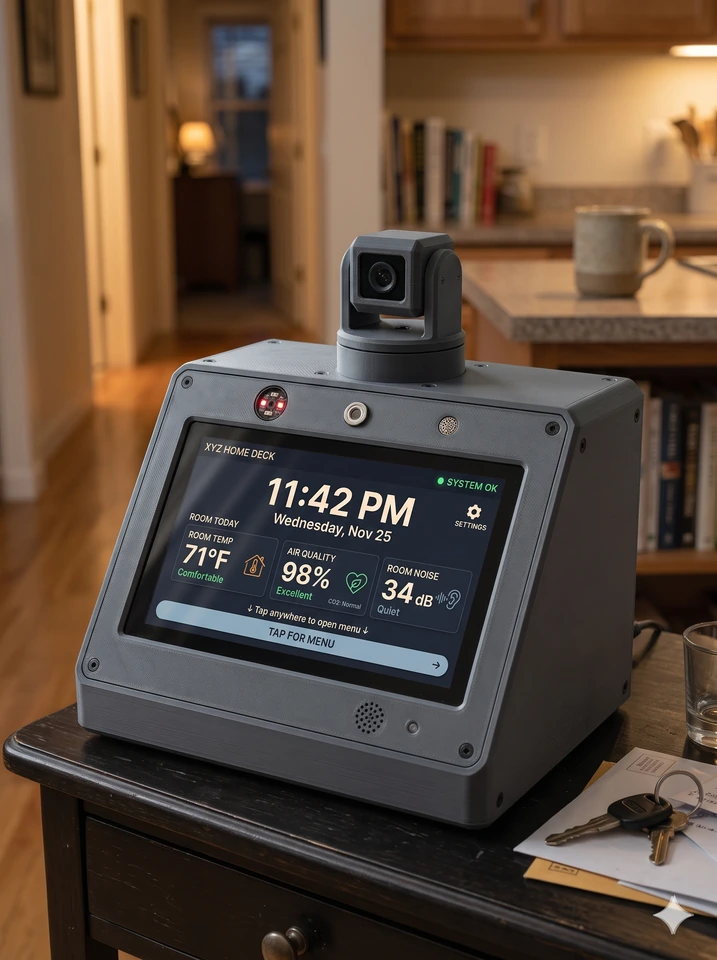 XYZ HOME DECK
SYSTEM OK
11:42 PM
Wednesday, Nov 25
SETTINGS
ROOM TODAY
ROOM TEMP
71°F
Comfortable
AIR QUALITY
98%
Excellent
CO2: Normal
ROOM NOISE
34 dB
Quiet
↓ Tap anywhere to open menu ↓
TAP FOR MENU →